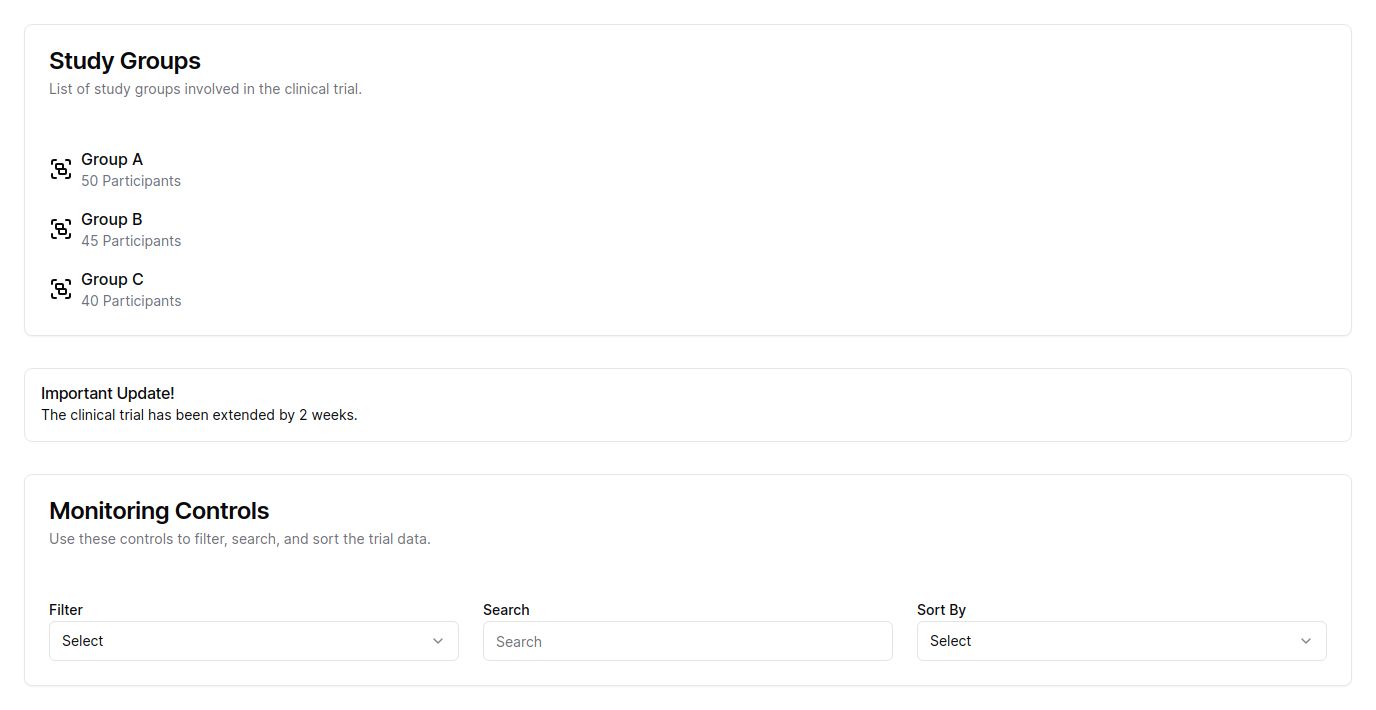 Study Groups
List of study groups involved in the clinical trial.
Group A
50 Participants
Group B
45 Participants
Group C
40 Participants
Important Update!
The clinical trial has been extended by 2 weeks.
Monitoring Controls
Use these controls to filter, search, and sort the trial data.
Filter
Select
Search
Search
Sort By
Select